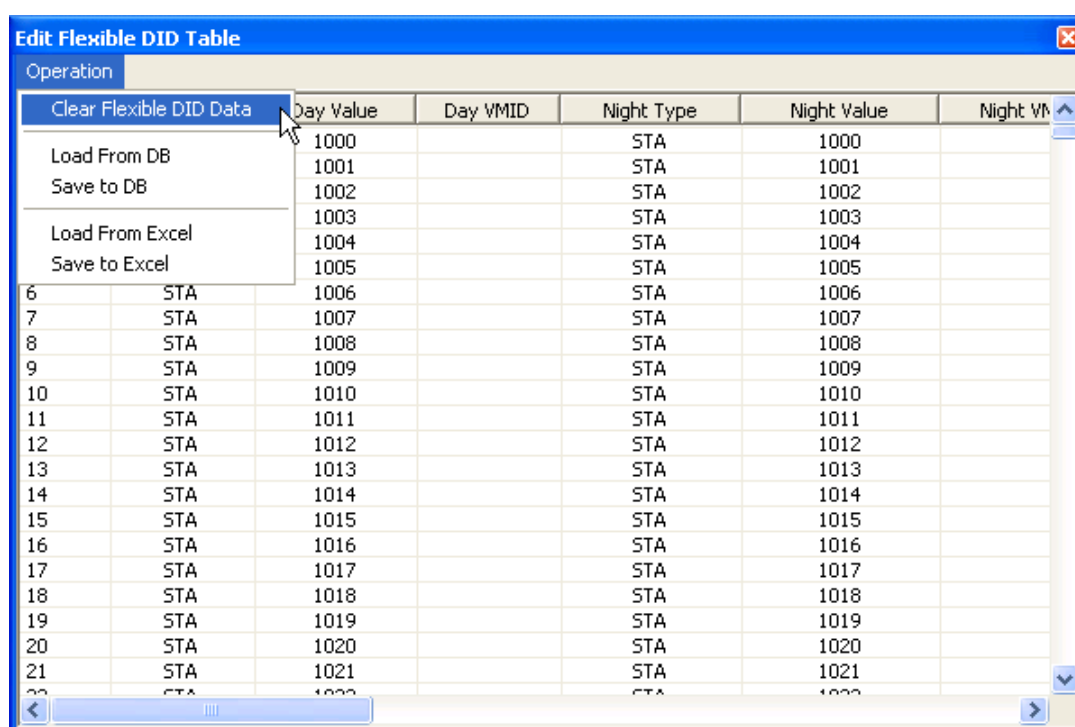 Edit Flexible DID Table
Operation
Clear Flexible DID Data
Load From DB
Save to DB
Load From Excel
Save to Excel
Day Value Day VMID Night Type Night Value Night VM
1000 STA 1000
1001 STA 1001
1002 STA 1002
1003 STA 1003
1004 STA 1004
1005 STA 1005
6 STA 1006 STA 1006
7 STA 1007 STA 1007
8 STA 1008 STA 1008
9 STA 1009 STA 1009
10 STA 1010 STA 1010
11 STA 1011 STA 1011
12 STA 1012 STA 1012
13 STA 1013 STA 1013
14 STA 1014 STA 1014
15 STA 1015 STA 1015
16 STA 1016 STA 1016
17 STA 1017 STA 1017
18 STA 1018 STA 1018
19 STA 1019 STA 1019
20 STA 1020 STA 1020
21 STA 1021 STA 1021